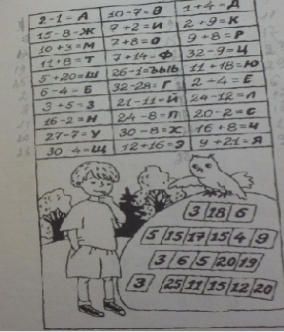 2-1-А 10-7-В 1+4-Д
15-8-Ж 7+2-И 2+9-К
10+3-М 7+8-О 9+8-Р
11+8-Т 7+14-Ф 32-9-Ц
5+20-Ш 26-1-ЪЫЬ 11+18-Ю
6-4-Б 32-28-Г 2+4-Е
3+5-З 21-11-Й 24-12-Л
16-2-Н 24-8-П 20-2-С
27-7-У 30-8-Х 16+8-Ч
30-4-Щ 12+16-Э 9+21-Я
3 18 6
5 15 17 15 4 9
3 6 5 20 19
3 25 11 15 12 20